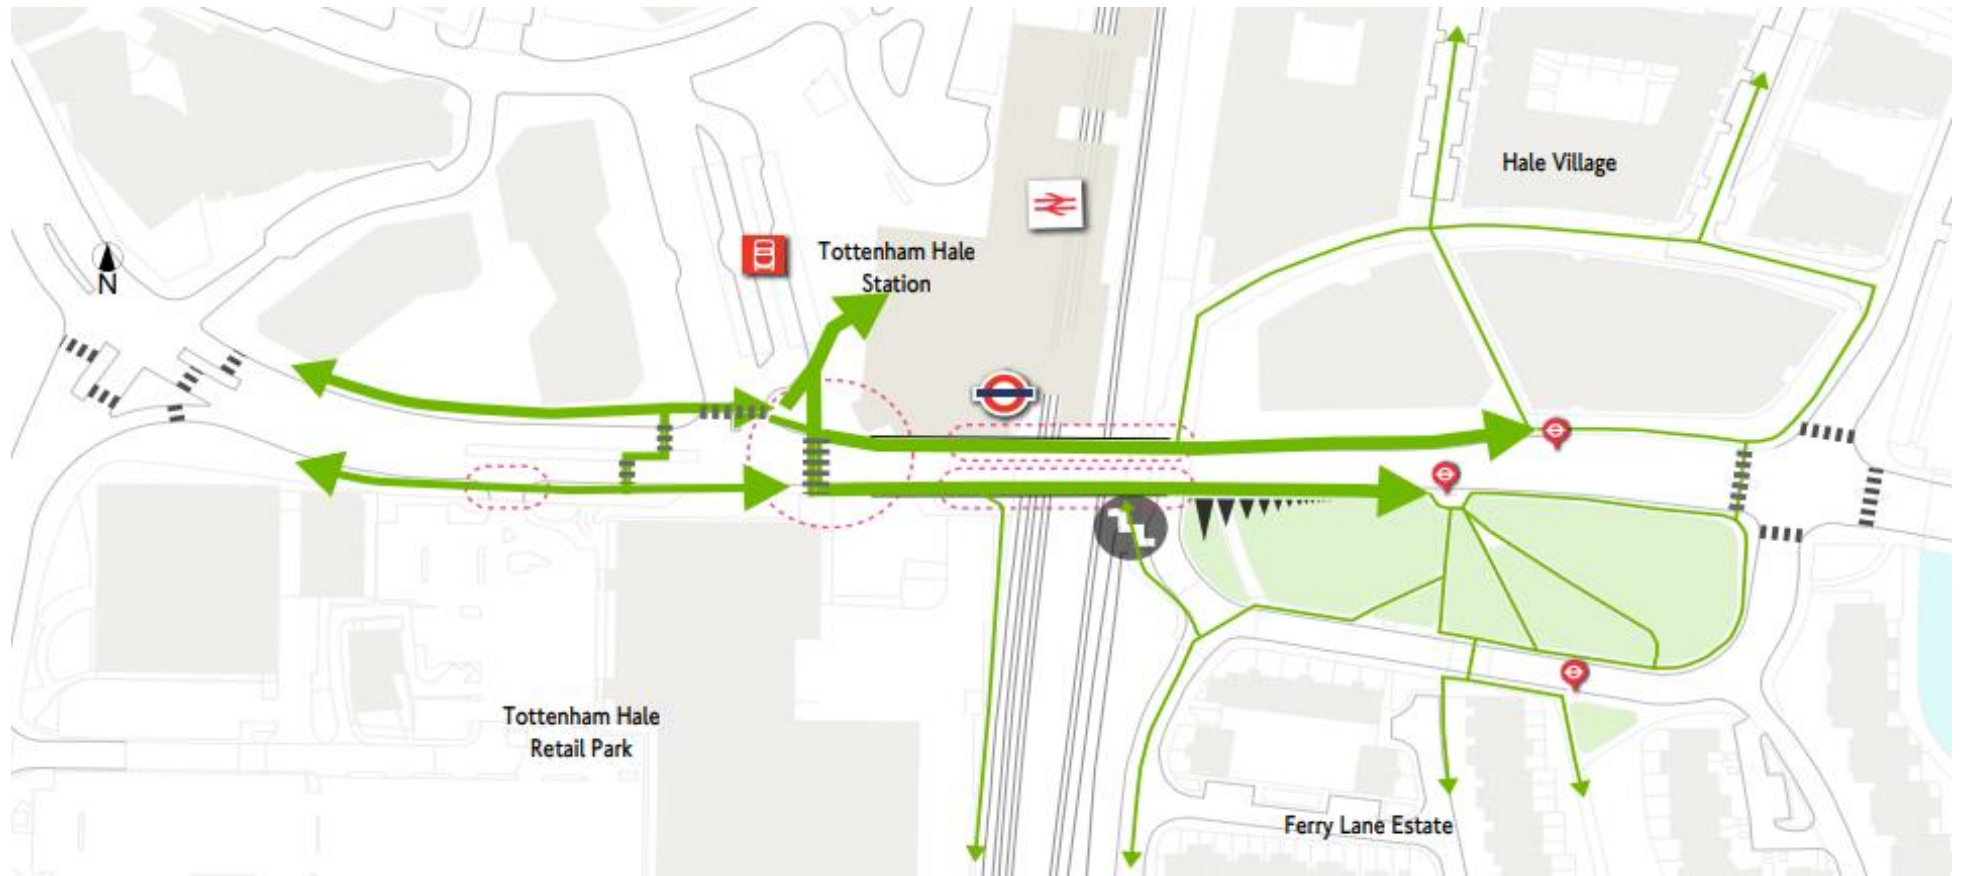 Hale Village
Tottenham Hale
Station
N
Tottenham Hale
Retail Park
Ferry Lane Estate